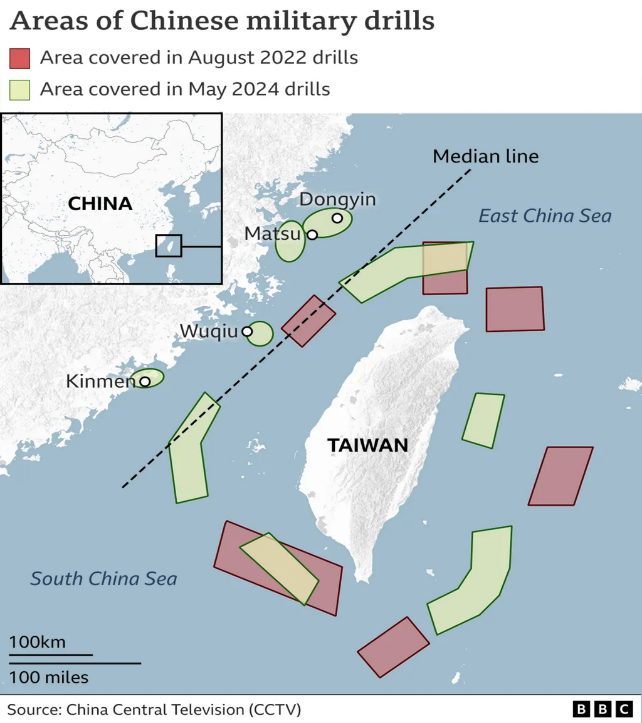 Areas of Chinese military drills
Area covered in August 2022 drills
Area covered in May 2024 drills
CHINA
Median line
Dongyin
East China Sea
Matsu
Wuqiu
Kinmen
TAIWAN
South China Sea
100km
100 miles
Source: China Central Television (CCTV)
BBC